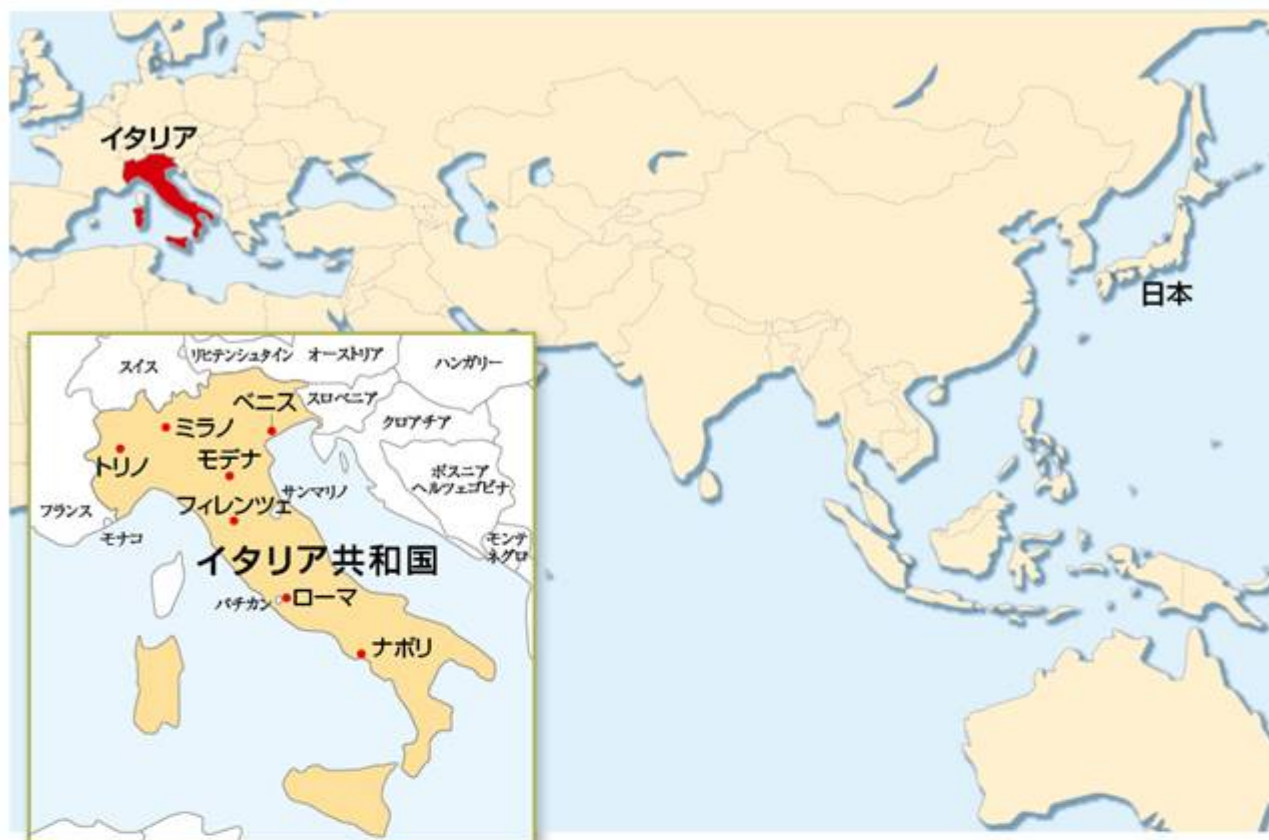 イタリア
日本
スイス
リヒテンシュタイン
オーストリア
ハンガリー
スロベニア
ベニス
クロアチア
ミラノ
トリノ
モデナ
ボスニア
ヘルツェゴビナ
サンマリノ
フィレンツェ
フランス
モナコ
モンテ
ネグロ
イタリア共和国
バチカン
ローマ
ナポリ